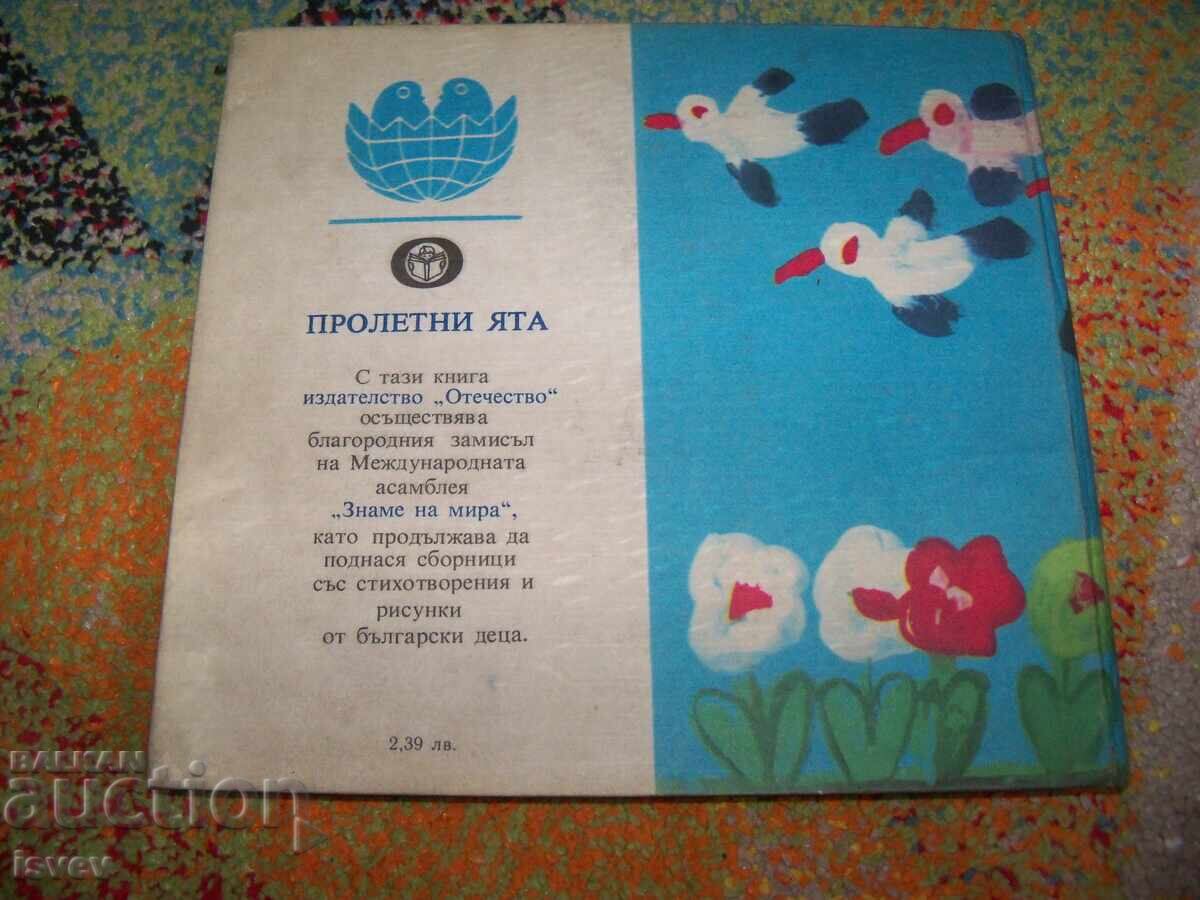 ПРОЛЕТНИ ЯТА
С тази книга
издателство „Отечество“
осъществява
благородния замисъл
на Международната
асамблея
„Знаме на мира“,
като продължава да
поднася сборници
със стихотворения и
рисунки
от български деца.
2,39 лв.
BALKAN
auction
isvev